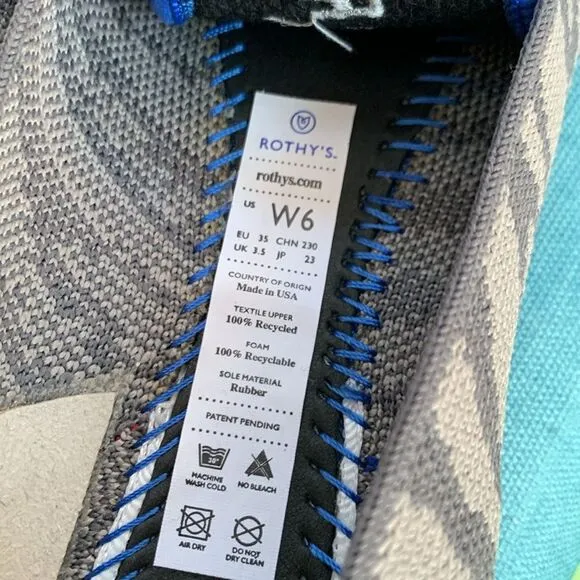 ROTHY'S
rothys.com
US W6
EU 35 CHN 230
UK 3.5 JP 23
COUNTRY OF ORIGN
Made in USA
TEXTILE UPPER
100% Recycled
FOAM
100% Recyclable
SOLE MATERIAL
Rubber
PATENT PENDING
30°
MACHINE WASH COLD
NO BLEACH
AIR DRY
DO NOT DRY CLEAN